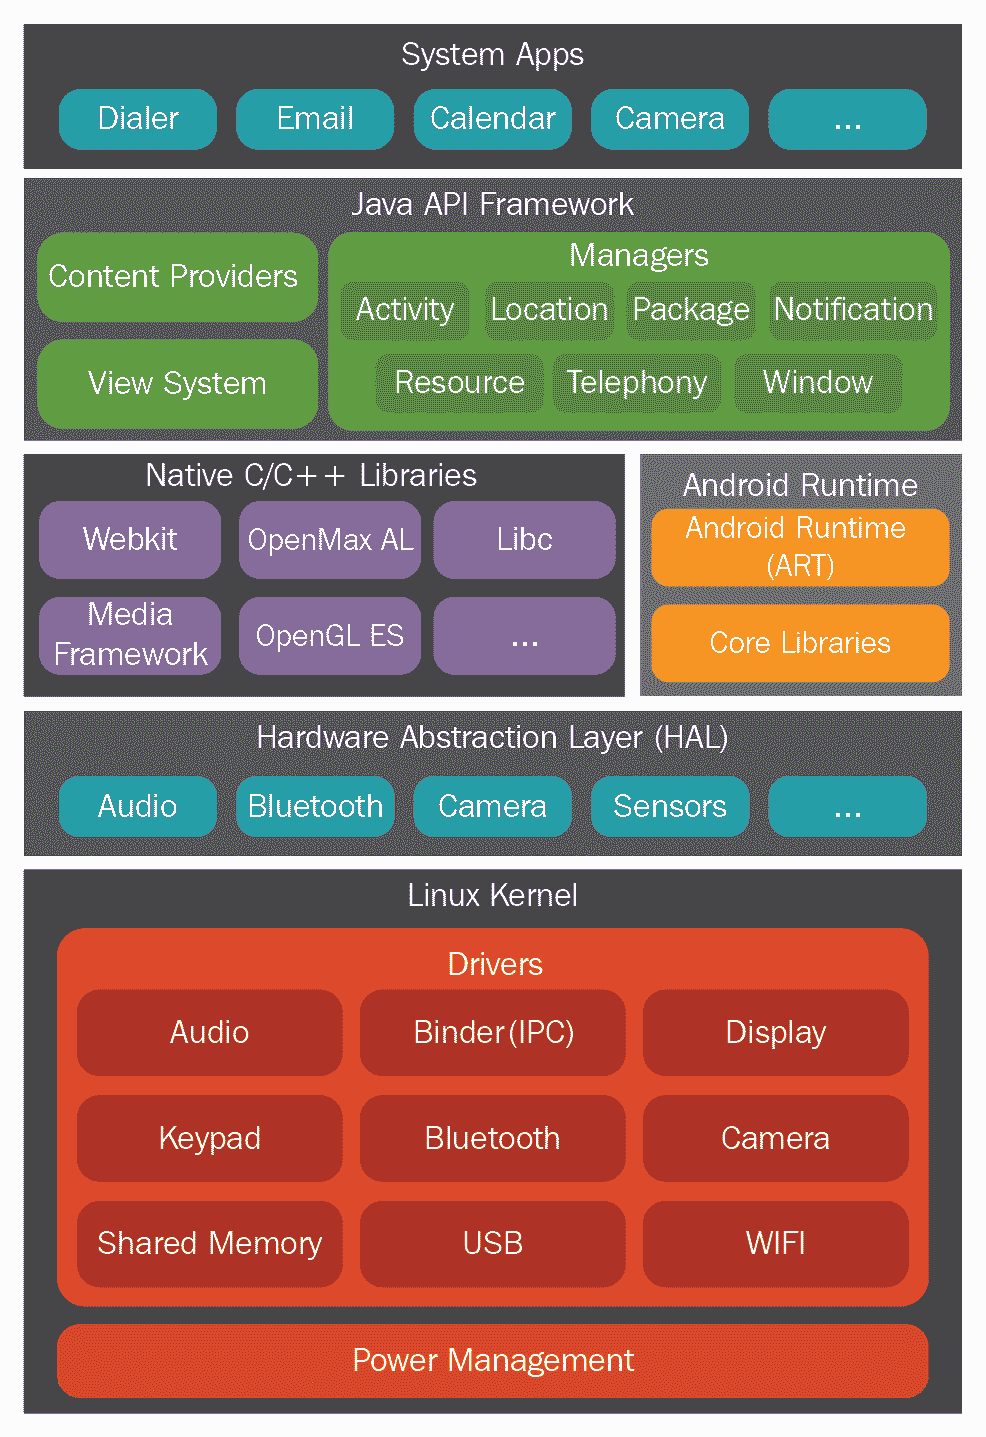 System Apps
Dialer
Email
Calendar
Camera
...
Java API Framework
Content Providers
View System
Managers
Activity
Location
Package
Notification
Resource
Telephony
Window
Native C/C++ Libraries
Webkit
OpenMax AL
Libc
Media
Framework
OpenGL ES
...
Android Runtime
Android Runtime
(ART)
Core Libraries
Hardware Abstraction Layer (HAL)
Audio
Bluetooth
Camera
Sensors
...
Linux Kernel
Drivers
Audio
Binder(IPC)
Display
Keypad
Bluetooth
Camera
Shared Memory
USB
WIFI
Power Management